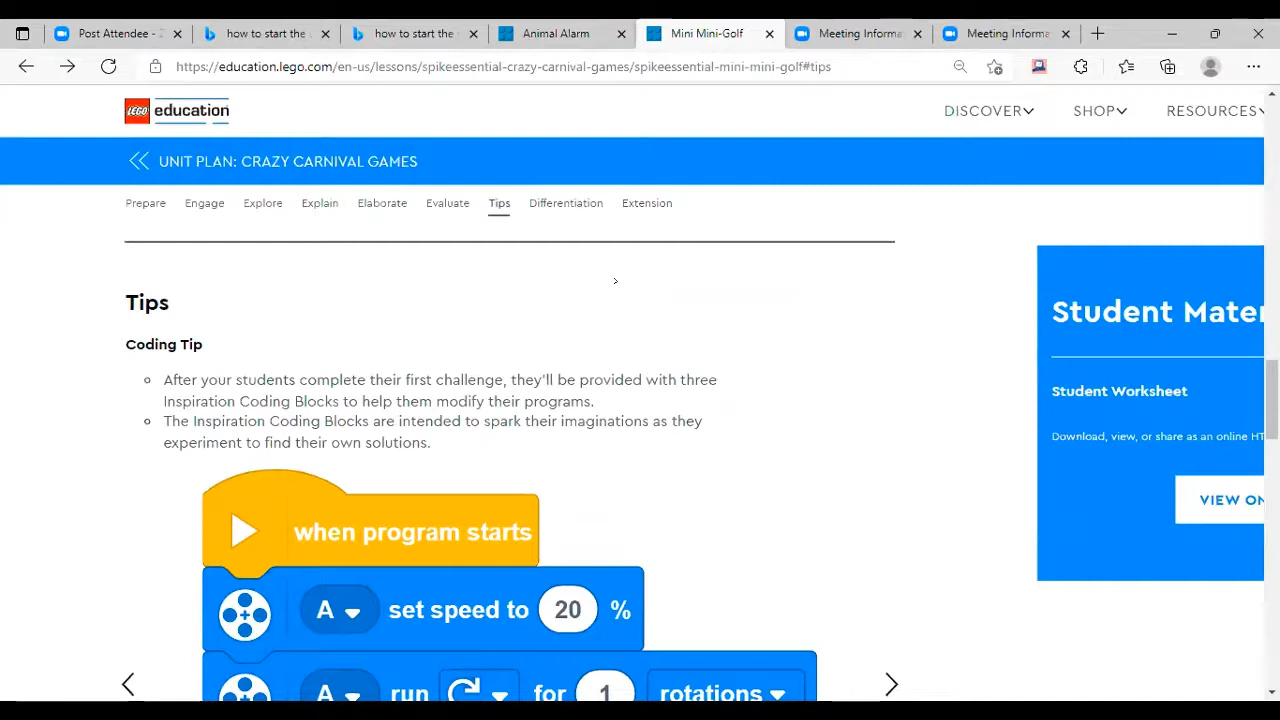 Post Attendee - Z
how to start the
how to start the
Animal Alarm
Mini Mini-Golf
Meeting Informa
Meeting Informa
https://education.lego.com/en-us/lessons/spikeessential-crazy-carnival-games/spikeessential-mini-mini-golf#tips
LEGO education
DISCOVER
SHOP
RESOURCES
UNIT PLAN: CRAZY CARNIVAL GAMES
Prepare
Engage
Explore
Explain
Elaborate
Evaluate
Tips
Differentiation
Extension
Tips
Coding Tip
After your students complete their first challenge, they'll be provided with three
Inspiration Coding Blocks to help them modify their programs.
The Inspiration Coding Blocks are intended to spark their imaginations as they
experiment to find their own solutions.
when program starts
A set speed to 20 %
A run for 1 rotations
Student Mater
Student Worksheet
Download, view, or share as an online HT
VIEW ON